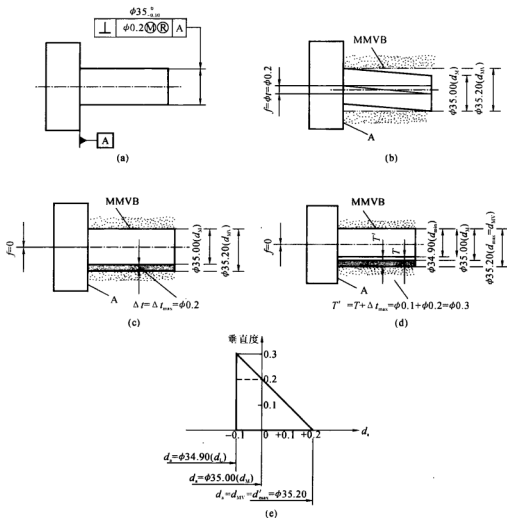 φ35 0 -0.10
⊥ φ0.2ⓂⓇ A
A
(a)
MMVB
f=φt=φ0.2
φ35.00(dM)
φ35.20(dMV)
A
(b)
MMVB
f=0
φ35.00(dM)
φ35.20(dMV)
A
Δt=Δtmax=φ0.2
(c)
MMVB
f=0
T′
T
φ34.90(dmin)
φ35.00(dM)
φ35.20(d′max=dMV)
A
T′=T+Δtmax=φ0.1+φ0.2=φ0.3
(d)
垂直度
0.3
0.2
0.1
-0.1 0 +0.1 +0.2 da
da=φ34.90(dL)
da=φ35.00(dM)
da=dMV=d′max=φ35.20
(e)